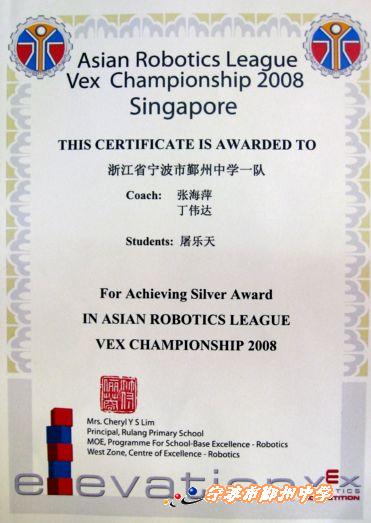 Asian Robotics League
Vex Championship 2008
Singapore
THIS CERTIFICATE IS AWARDED TO
浙江省宁波市鄞州中学一队
Coach: 张海萍
丁伟达
Students: 屠乐天
For Achieving Silver Award
IN ASIAN ROBOTICS LEAGUE
VEX CHAMPIONSHIP 2008
Mrs. Cheryl Y S Lim
Principal, Rulang Primary School
MOE, Programme For School-Base Excellence - Robotics
West Zone, Centre of Excellence - Robotics
elevation
宁波市鄞州中学